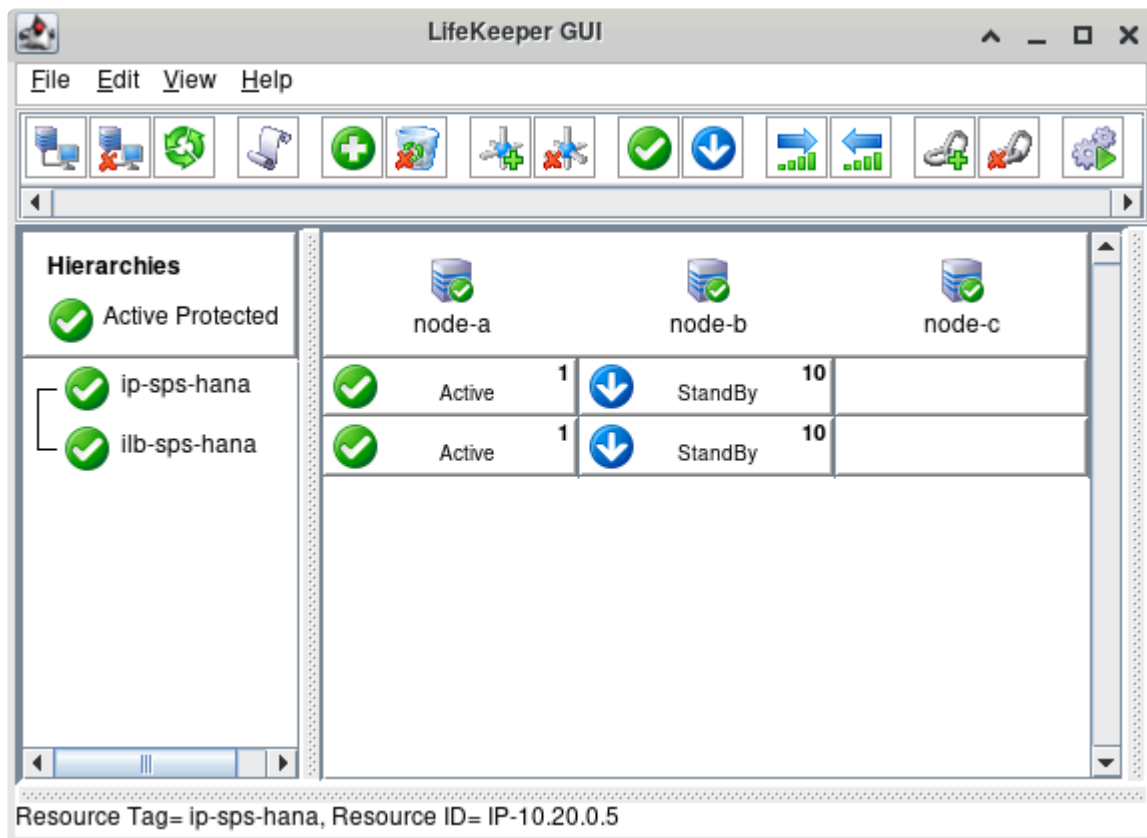 LifeKeeper GUI
File Edit View Help
Hierarchies
Active Protected
node-a node-b node-c
ip-sps-hana Active 1 StandBy 10
ilb-sps-hana Active 1 StandBy 10
Resource Tag= ip-sps-hana, Resource ID= IP-10.20.0.5